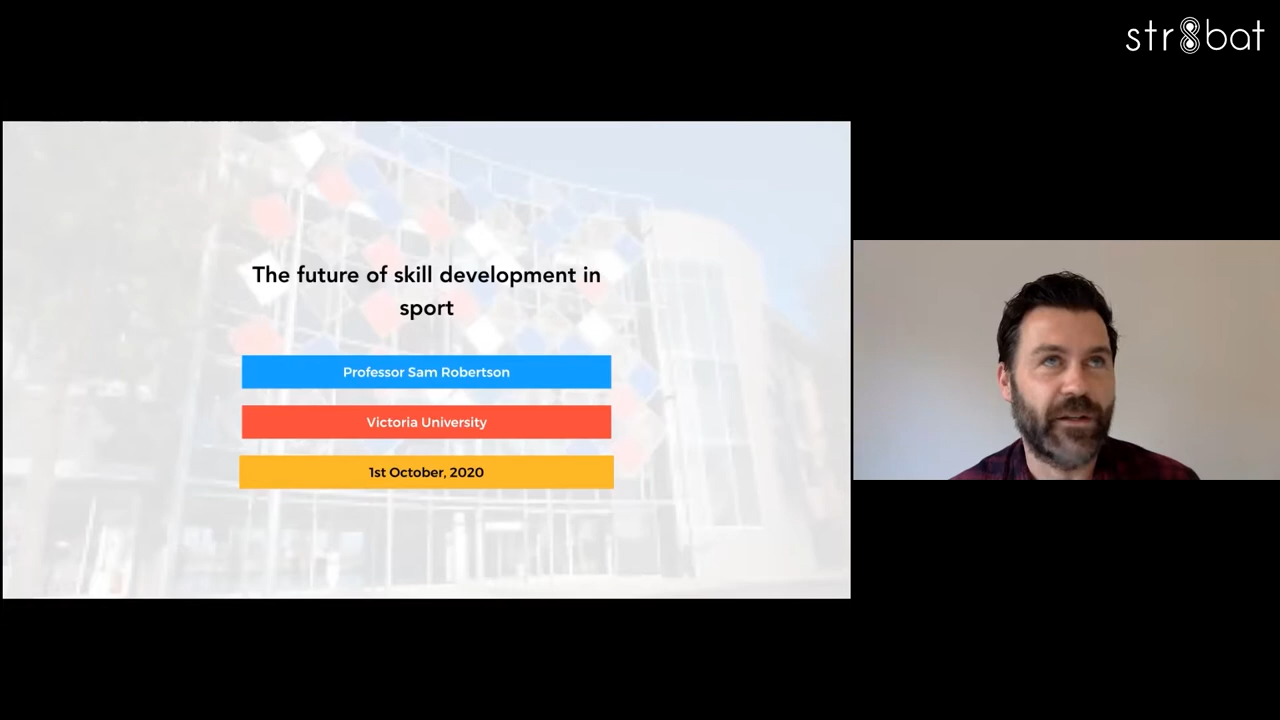 str8bat
The future of skill development in
sport
Professor Sam Robertson
Victoria University
1st October, 2020